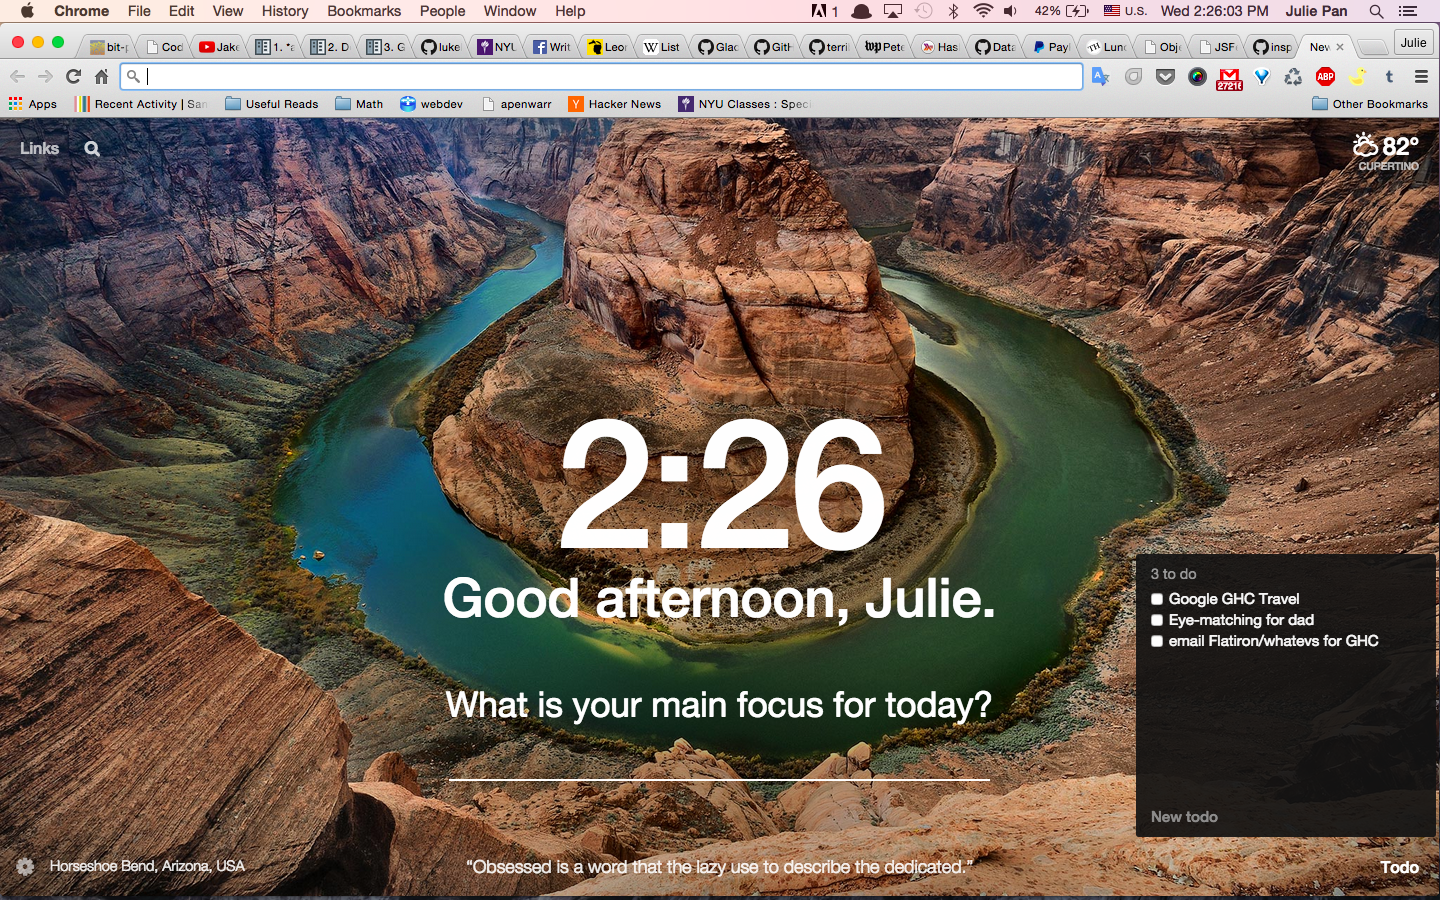 Chrome File Edit View History Bookmarks People Window Help 1 42% U.S. Wed 2:26:03 PM Julie Pan
bit-p Cod Jake 1. "a 2. D 3. G luke NYU Writ Leor List Glac GitH terri Pete Has Data Payl Lunc Obje JSF insp New Julie
Apps Recent Activity | San Useful Reads Math webdev apenwarr Hacker News NYU Classes : Speci Other Bookmarks
ABP
Links
82°
CUPERTINO
2:26
Good afternoon, Julie.
What is your main focus for today?
3 to do
Google GHC Travel
Eye-matching for dad
email Flatiron/whatevs for GHC
New todo
Horseshoe Bend, Arizona, USA
“Obsessed is a word that the lazy use to describe the dedicated.”
Todo